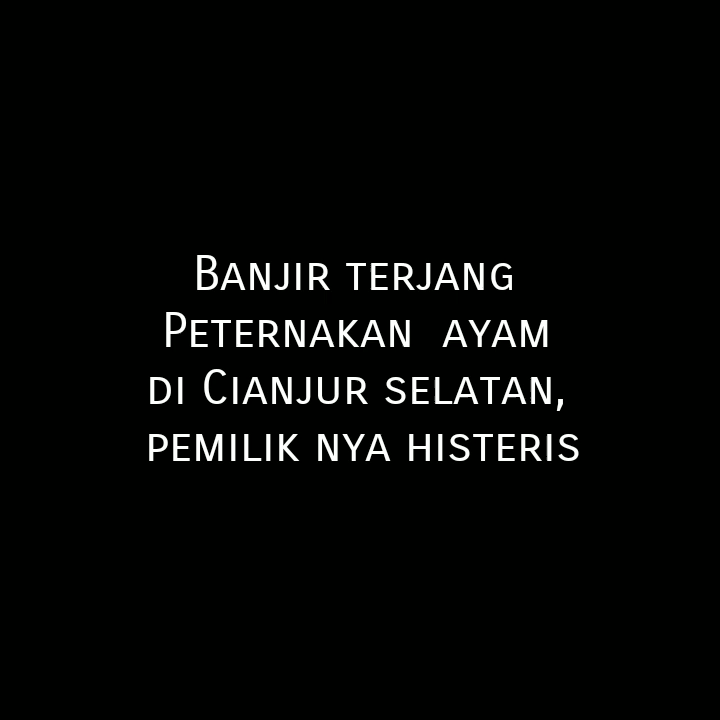 Banjir terjang
Peternakan  ayam
di Cianjur selatan,
pemilik nya histeris